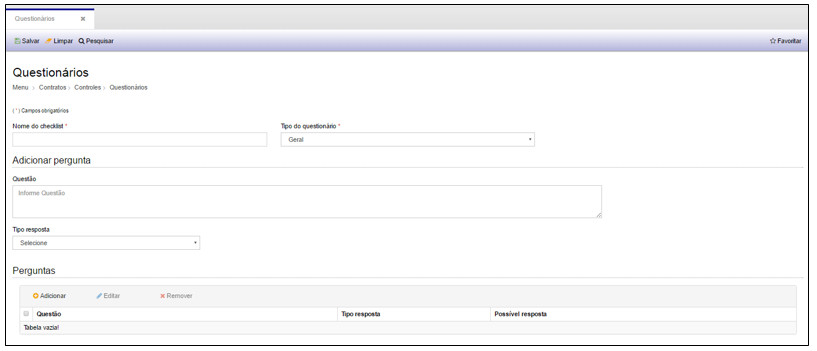 Questionários ×
Salvar Limpar Pesquisar Favoritar
Questionários
Menu > Contratos > Controles > Questionários
( * ) Campos obrigatórios
Nome do checklist * Tipo do questionário *
Geral
Adicionar pergunta
Questão
Informe Questão
Tipo resposta
Selecione
Perguntas
Adicionar Editar Remover
Questão Tipo resposta Possível resposta
Tabela vazia!